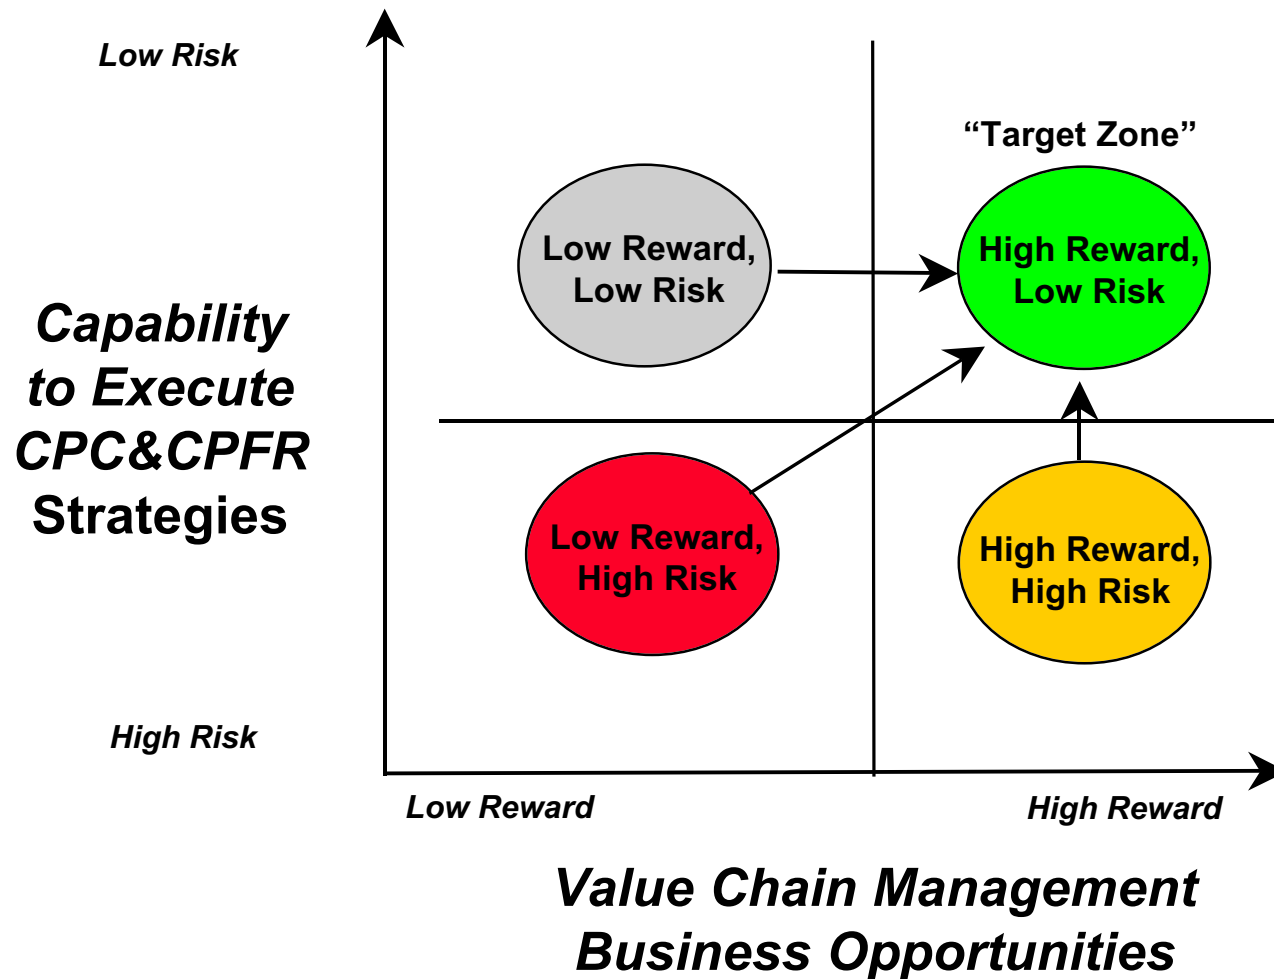 Low Risk
“Target Zone”
Low Reward,
Low Risk
High Reward,
Low Risk
Capability
to Execute
CPC&CPFR
Strategies
Low Reward,
High Risk
High Reward,
High Risk
High Risk
Low Reward
High Reward
Value Chain Management
Business Opportunities